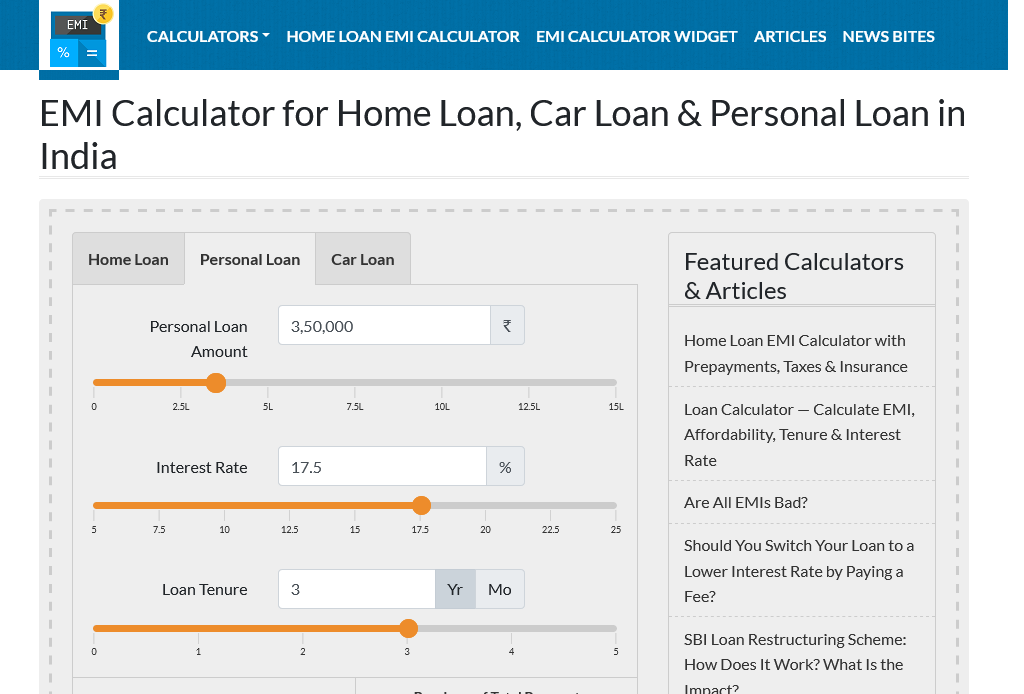 EMI ₹
% =
CALCULATORS HOME LOAN EMI CALCULATOR EMI CALCULATOR WIDGET ARTICLES NEWS BITES
EMI Calculator for Home Loan, Car Loan & Personal Loan in
India
Home Loan Personal Loan Car Loan
Personal Loan
Amount
3,50,000 ₹
0 2.5L 5L 7.5L 10L 12.5L 15L
Interest Rate 17.5 %
5 7.5 10 12.5 15 17.5 20 22.5 25
Loan Tenure 3 Yr Mo
0 1 2 3 4 5
Featured Calculators
& Articles
Home Loan EMI Calculator with
Prepayments, Taxes & Insurance
Loan Calculator — Calculate EMI,
Affordability, Tenure & Interest
Rate
Are All EMIs Bad?
Should You Switch Your Loan to a
Lower Interest Rate by Paying a
Fee?
SBI Loan Restructuring Scheme:
How Does It Work? What Is the
Impact?